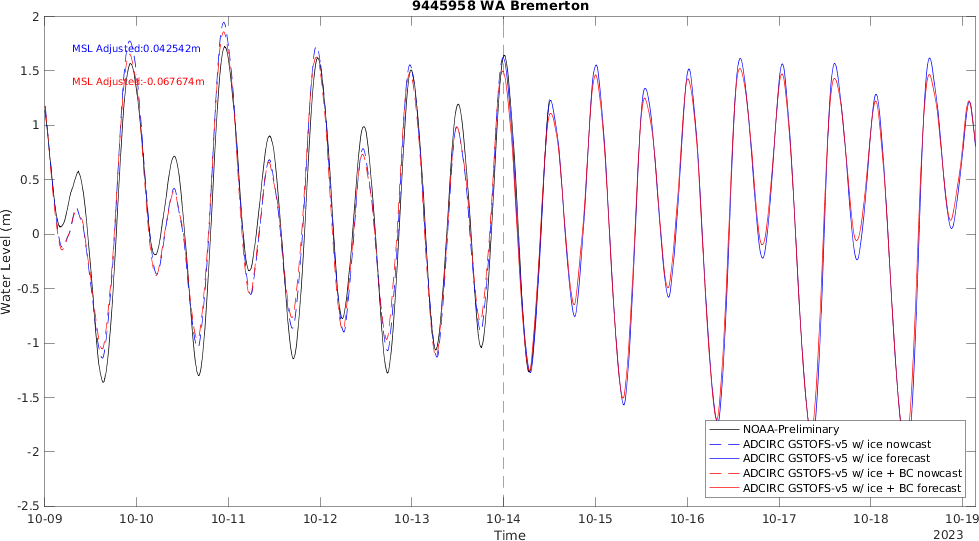 9445958 WA Bremerton
MSL Adjusted:0.042542m
MSL Adjusted:-0.067674m
Water Level (m)
2
1.5
1
0.5
0
-0.5
-1
-1.5
-2
-2.5
NOAA-Preliminary
ADCIRC GSTOFS-v5 w/ ice nowcast
ADCIRC GSTOFS-v5 w/ ice forecast
ADCIRC GSTOFS-v5 w/ ice + BC nowcast
ADCIRC GSTOFS-v5 w/ ice + BC forecast
10-09 10-10 10-11 10-12 10-13 10-14 10-15 10-16 10-17 10-18 10-19
Time
2023